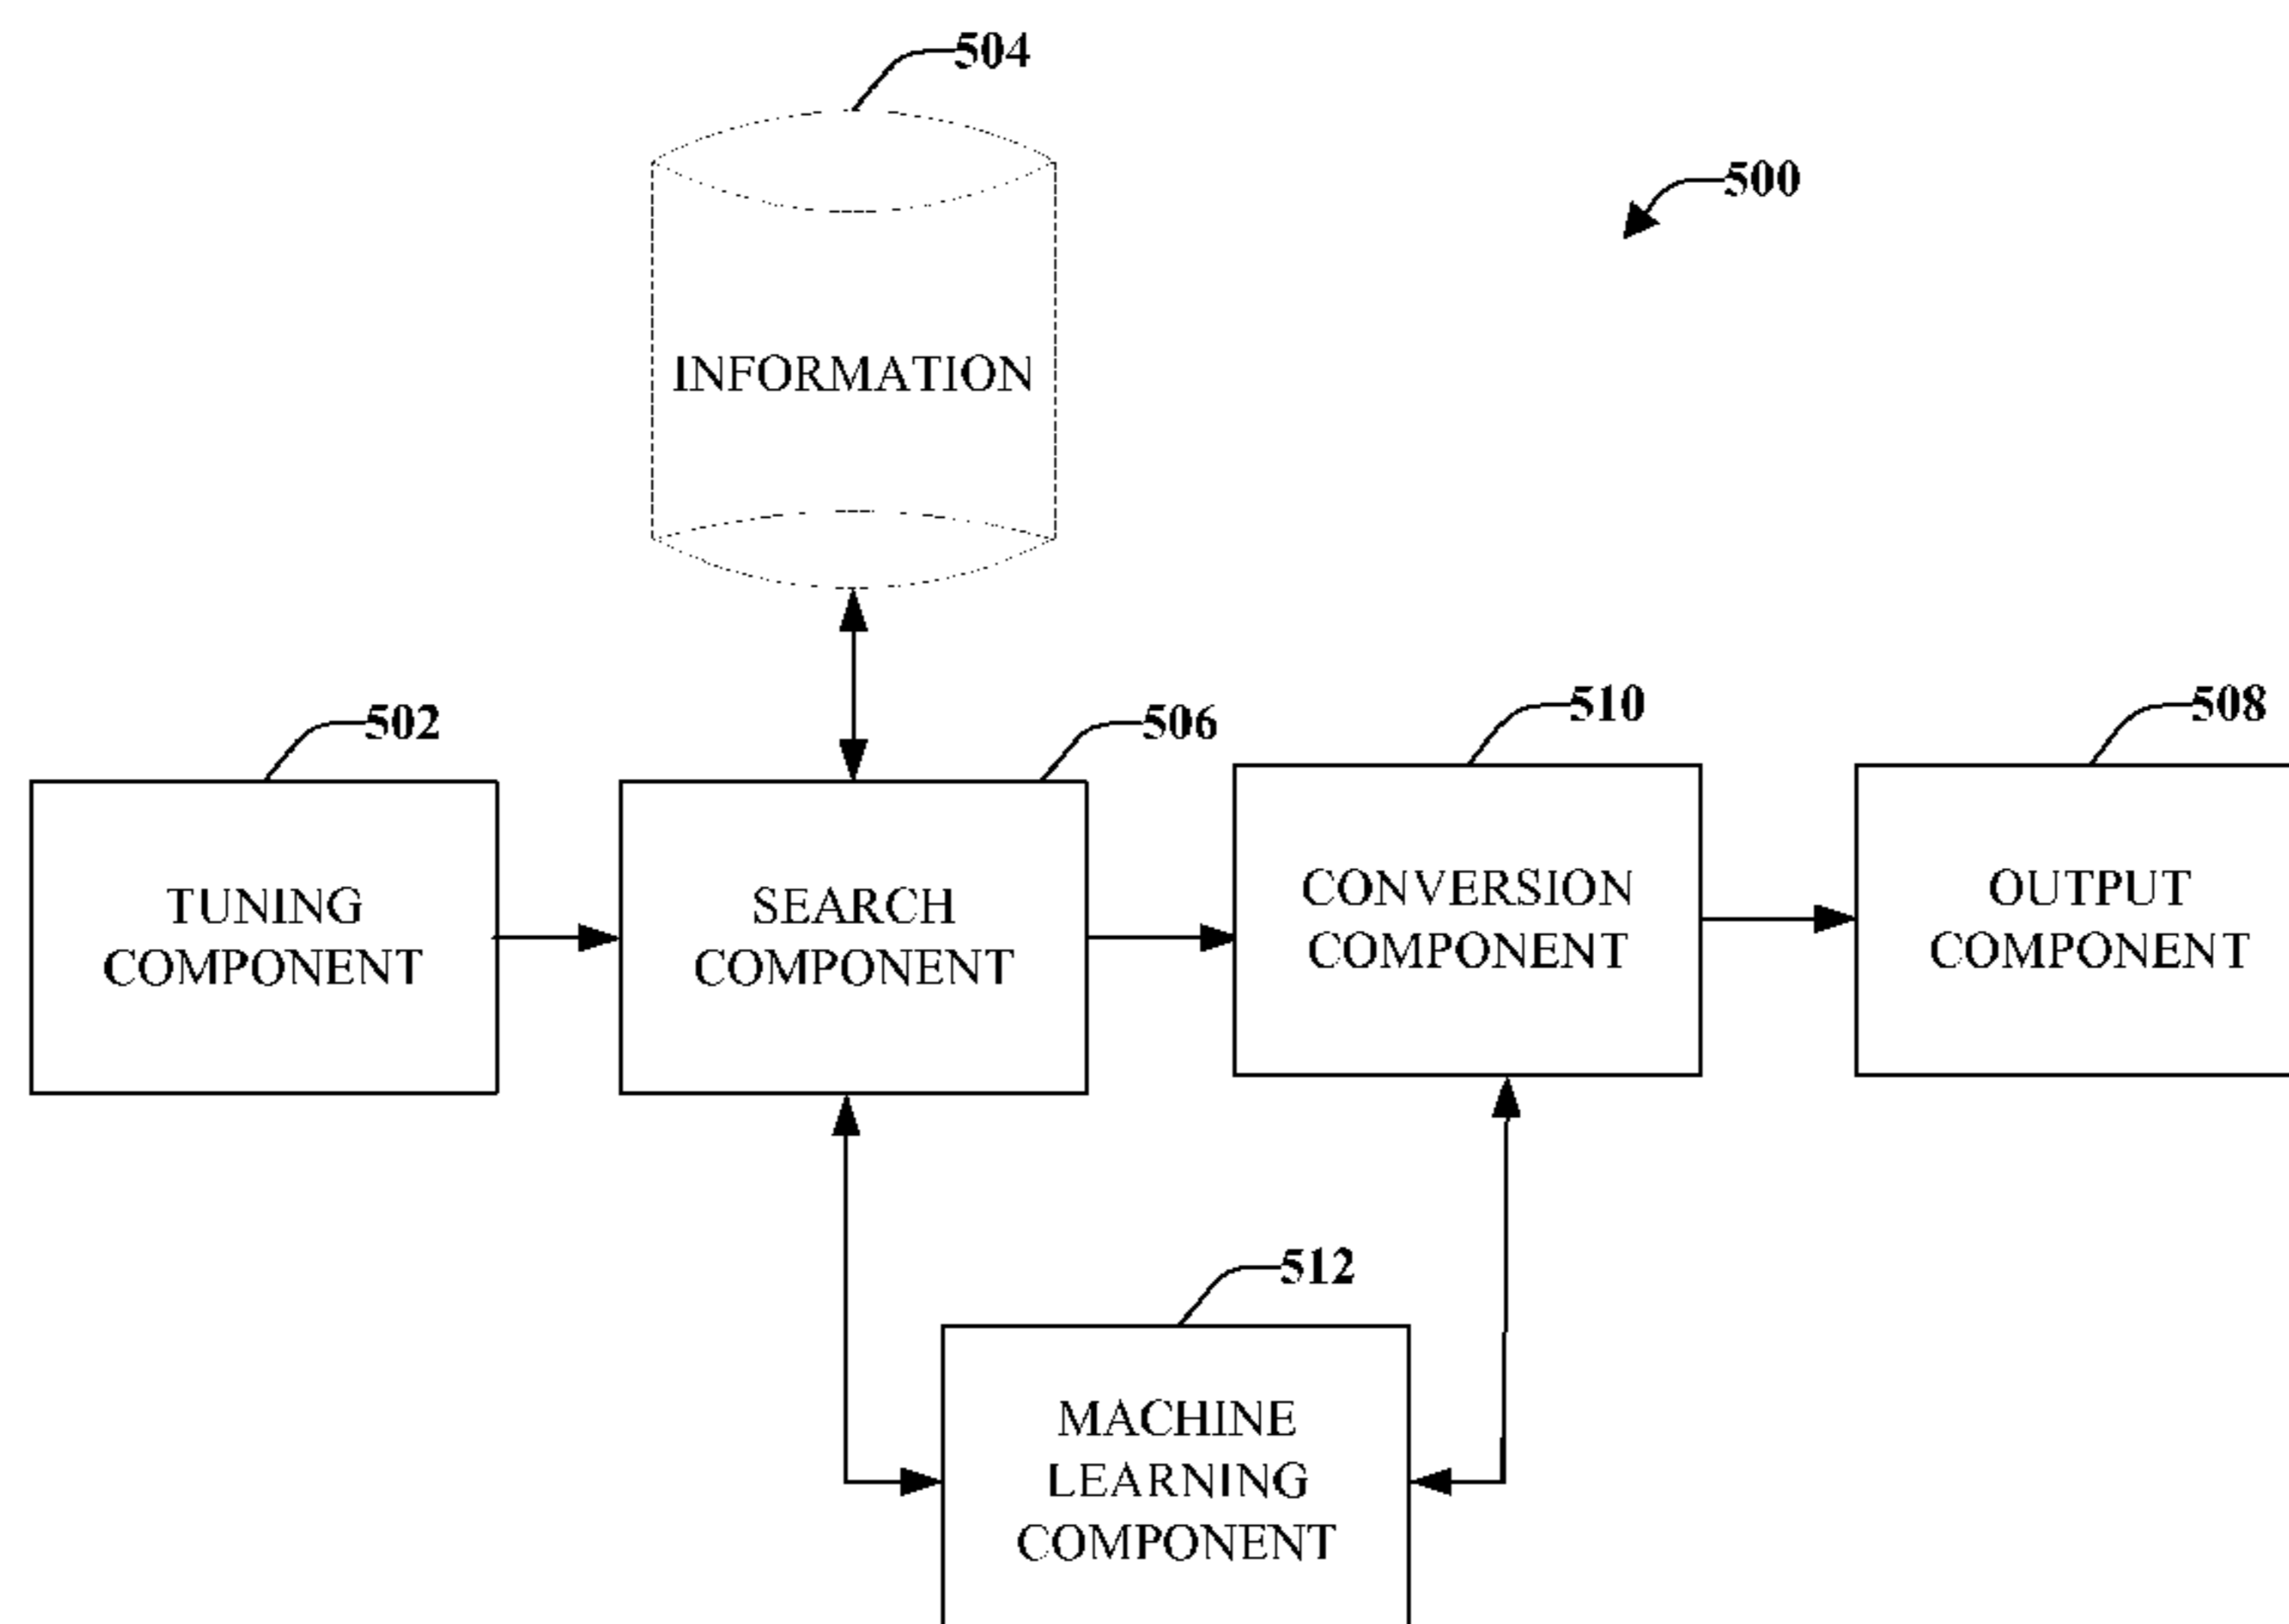 504
500
INFORMATION
502
506
510
508
TUNING
COMPONENT
SEARCH
COMPONENT
CONVERSION
COMPONENT
OUTPUT
COMPONENT
512
MACHINE
LEARNING
COMPONENT